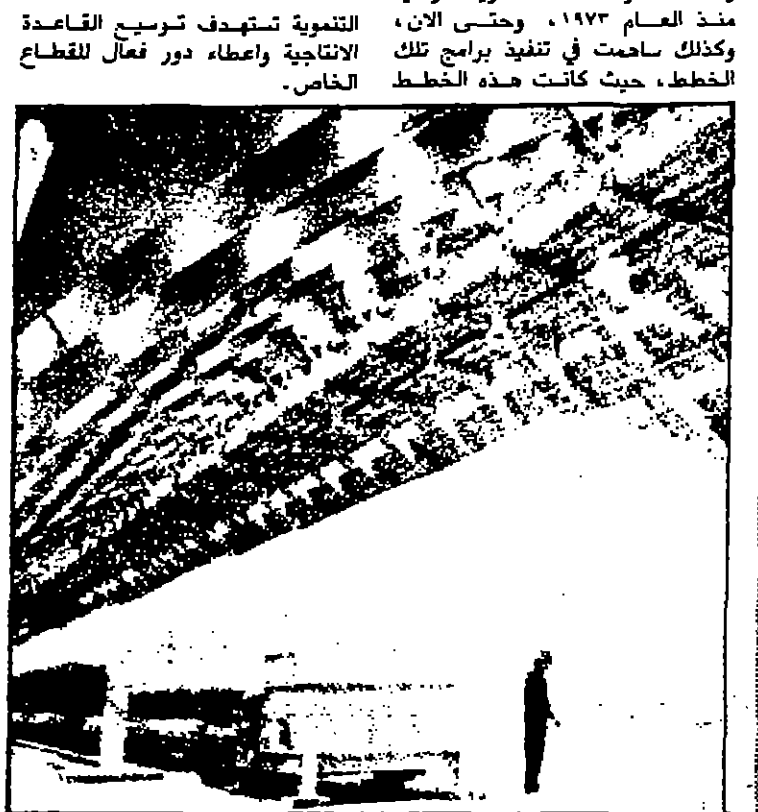 منذ العام ١٩٧٣، وحتى الان،
وكذلك ساهمت في تنفيذ برامج تلك
الخطط، حيث كانت هذه الخطط
التنموية تستهدف توسيع القاعدة
الانتاجية واعطاء دور فعال للقطاع
الخاص.